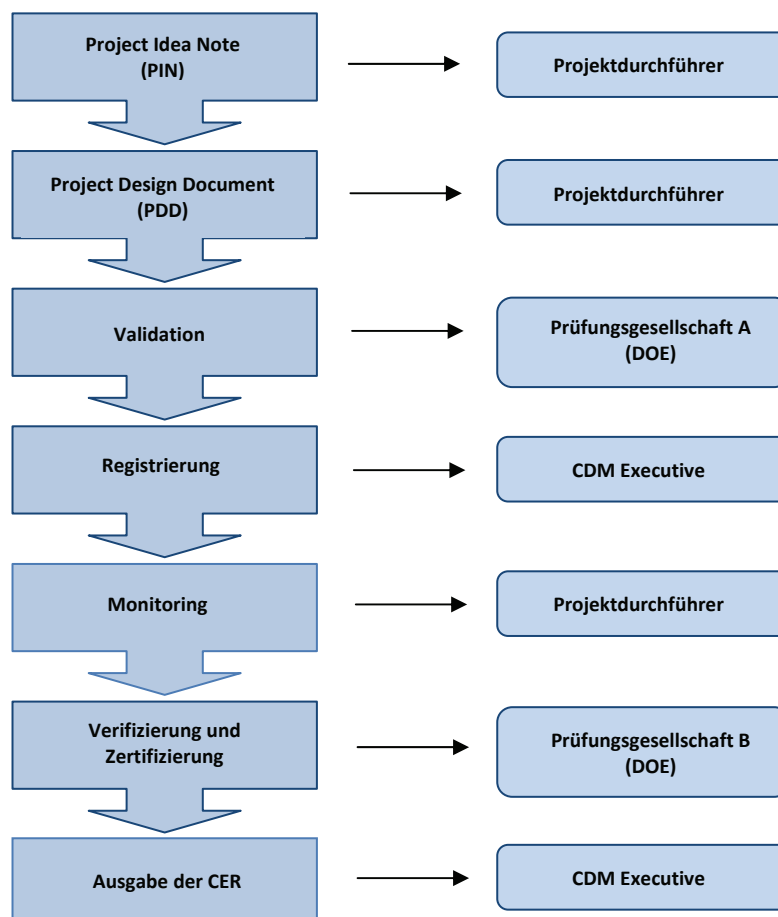 Project Idea Note
(PIN)
Projektdurchführer
Project Design Document
(PDD)
Projektdurchführer
Validation
Prüfungsgesellschaft A
(DOE)
Registrierung
CDM Executive
Monitoring
Projektdurchführer
Verifizierung und
Zertifizierung
Prüfungsgesellschaft B
(DOE)
Ausgabe der CER
CDM Executive